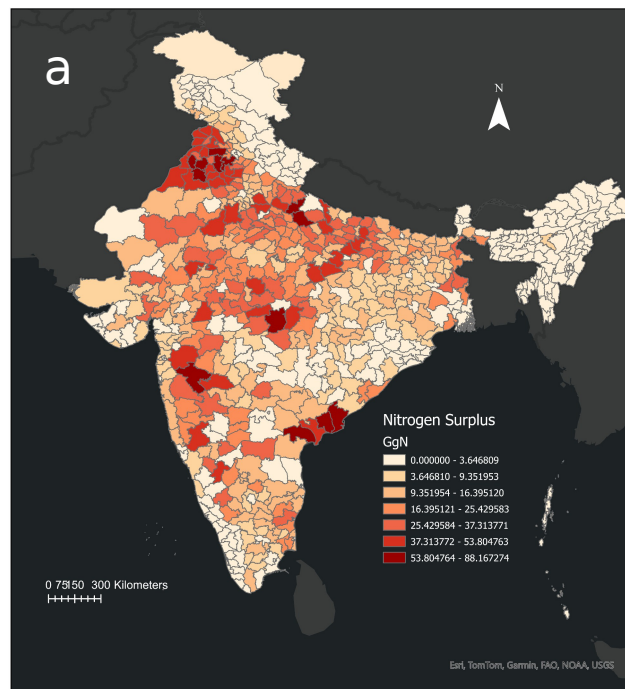 a
N
Nitrogen Surplus
GgN
0.000000 - 3.646809
3.646810 - 9.351953
9.351954 - 16.395120
16.395121 - 25.429583
25.429584 - 37.313771
37.313772 - 53.804763
53.804764 - 88.167274
0 75150 300 Kilometers
Esri, TomTom, Garmin, FAO, NOAA, USGS